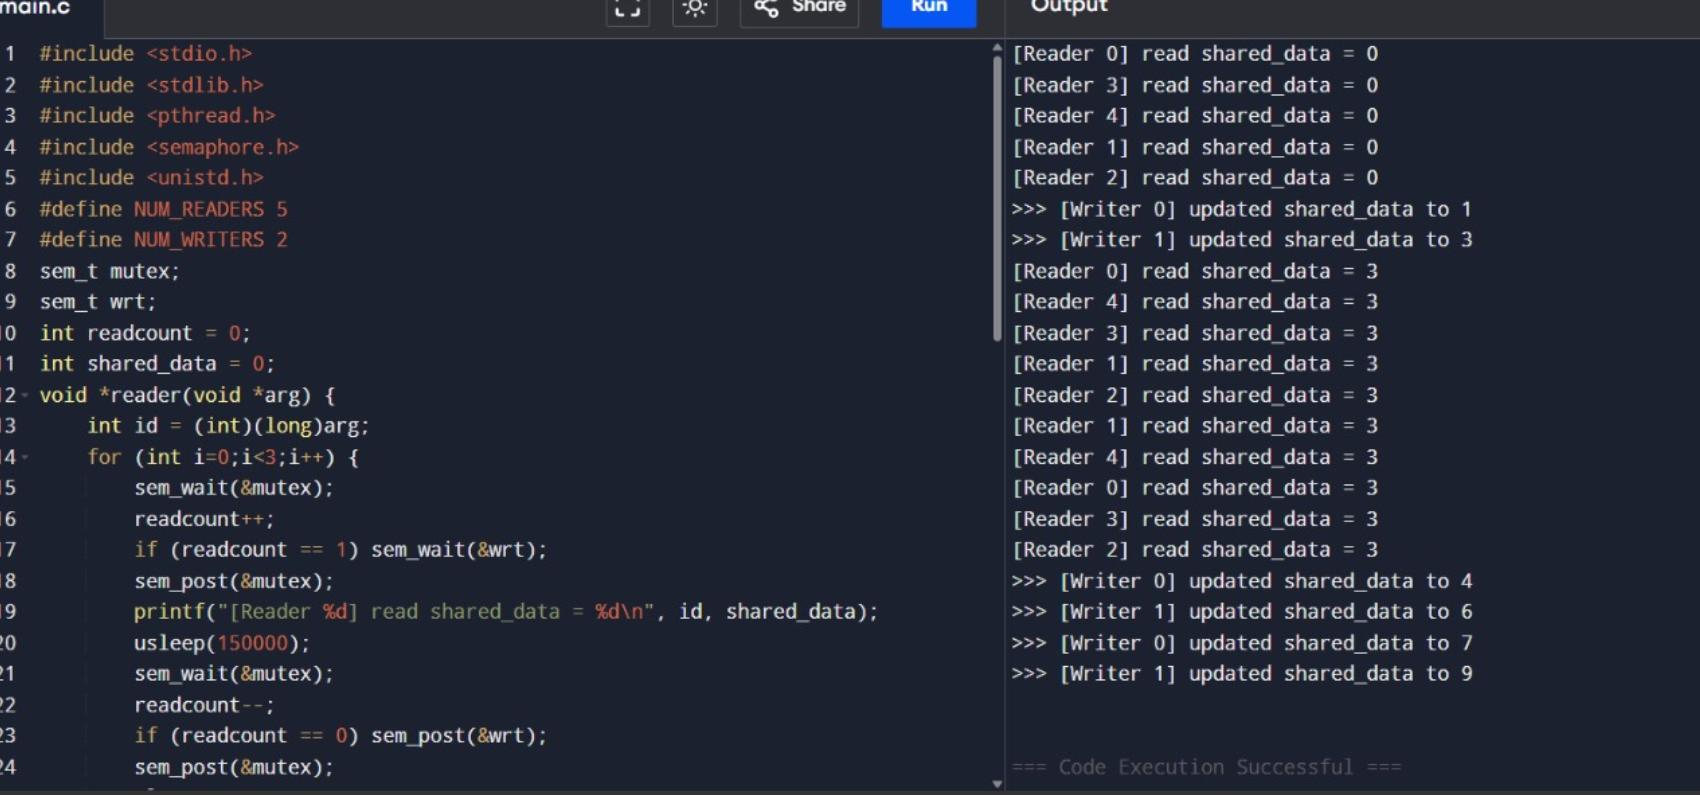 main.c
Share
Run
Output
1 #include <stdio.h>
2 #include <stdlib.h>
3 #include <pthread.h>
4 #include <semaphore.h>
5 #include <unistd.h>
6 #define NUM_READERS 5
7 #define NUM_WRITERS 2
8 sem_t mutex;
9 sem_t wrt;
10 int readcount = 0;
11 int shared_data = 0;
12 void *reader(void *arg) {
13 int id = (int)(long)arg;
14 for (int i=0;i<3;i++) {
15 sem_wait(&mutex);
16 readcount++;
17 if (readcount == 1) sem_wait(&wrt);
18 sem_post(&mutex);
19 printf("[Reader %d] read shared_data = %d\n", id, shared_data);
20 usleep(150000);
21 sem_wait(&mutex);
22 readcount--;
23 if (readcount == 0) sem_post(&wrt);
24 sem_post(&mutex);
[Reader 0] read shared_data = 0
[Reader 3] read shared_data = 0
[Reader 4] read shared_data = 0
[Reader 1] read shared_data = 0
[Reader 2] read shared_data = 0
>>> [Writer 0] updated shared_data to 1
>>> [Writer 1] updated shared_data to 3
[Reader 0] read shared_data = 3
[Reader 4] read shared_data = 3
[Reader 3] read shared_data = 3
[Reader 1] read shared_data = 3
[Reader 2] read shared_data = 3
[Reader 1] read shared_data = 3
[Reader 4] read shared_data = 3
[Reader 0] read shared_data = 3
[Reader 3] read shared_data = 3
[Reader 2] read shared_data = 3
>>> [Writer 0] updated shared_data to 4
>>> [Writer 1] updated shared_data to 6
>>> [Writer 0] updated shared_data to 7
>>> [Writer 1] updated shared_data to 9
=== Code Execution Successful ===